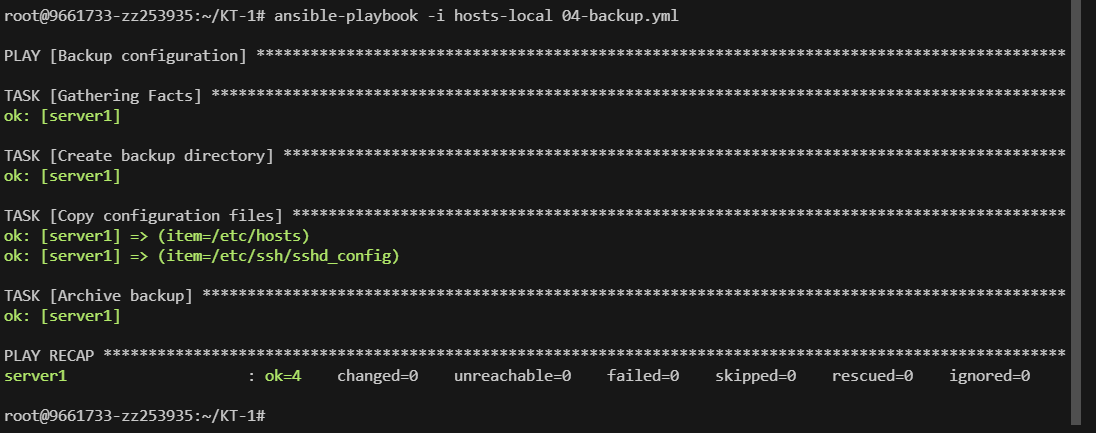 root@9661733-zz253935:~/KT-1# ansible-playbook -i hosts-local 04-backup.yml
PLAY [Backup configuration] ******************************************************************************************
TASK [Gathering Facts] ***********************************************************************************************
ok: [server1]
TASK [Create backup directory] ***************************************************************************************
ok: [server1]
TASK [Copy configuration files] **************************************************************************************
ok: [server1] => (item=/etc/hosts)
ok: [server1] => (item=/etc/ssh/sshd_config)
TASK [Archive backup] ************************************************************************************************
ok: [server1]
PLAY RECAP ***********************************************************************************************************
server1                    : ok=4    changed=0    unreachable=0    failed=0    skipped=0    rescued=0    ignored=0
root@9661733-zz253935:~/KT-1#